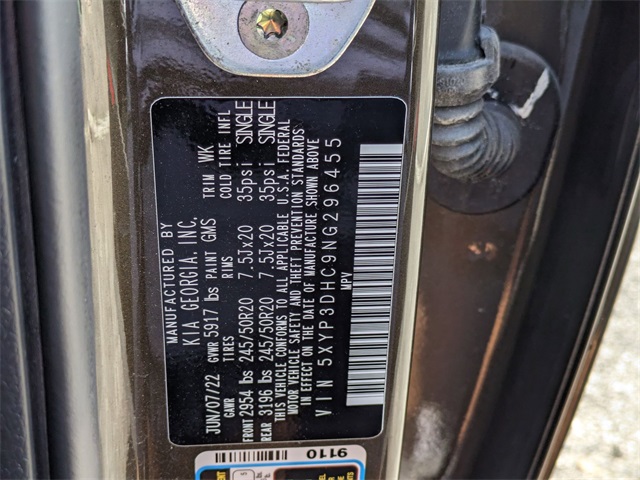 MANUFACTURED BY
KIA GEORGIA, INC.
JUN/07/22 GVWR 5917 lbs PAINT GMS TRIM WK
GAWR TIRES RIMS COLD TIRE INFL
FRONT 2954 lbs 245/50R20 7.5Jx20 35psi SINGLE
REAR 3196 lbs 245/50R20 7.5Jx20 35psi SINGLE
THIS VEHICLE CONFORMS TO ALL APPLICABLE U.S.A. FEDERAL
MOTOR VEHICLE SAFETY AND THEFT PREVENTION STANDARDS
IN EFFECT ON THE DATE OF MANUFACTURE SHOWN ABOVE
VIN 5XYP3DHC9NG296455
MPV
9110